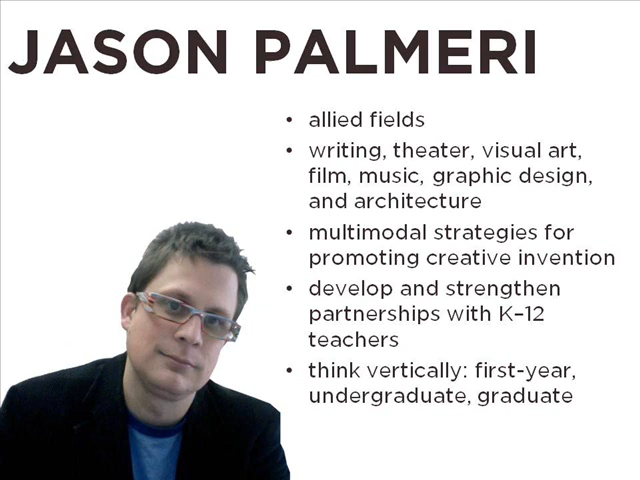 JASON PALMERI
• allied fields
• writing, theater, visual art,
film, music, graphic design,
and architecture
• multimodal strategies for
promoting creative invention
• develop and strengthen
partnerships with K–12
teachers
• think vertically: first-year,
undergraduate, graduate